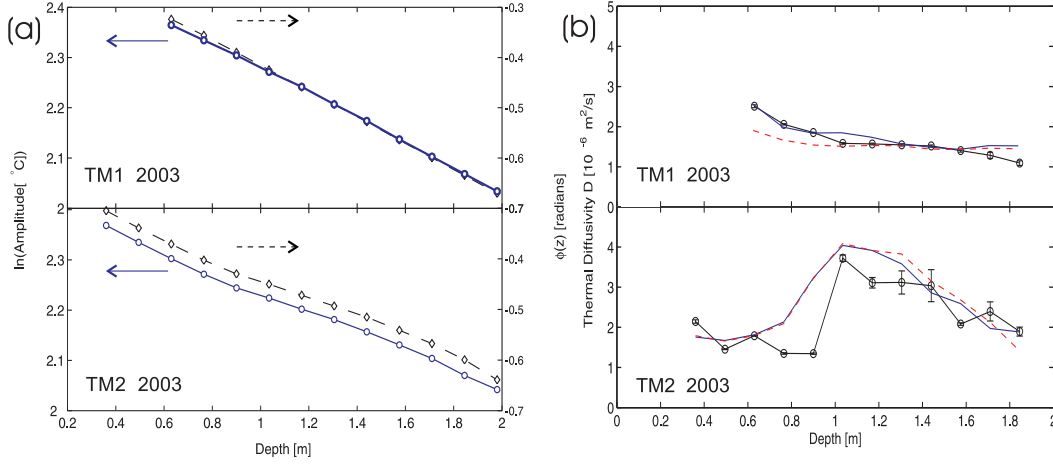 (a)
2.4
2.3
2.2
2.1
2
2.3
2.2
2.1
2
ln(Amplitude[ °C])
-0.3
-0.4
-0.5
-0.6
-0.7
-0.4
-0.5
-0.6
-0.7
ϕ(z) [radians]
TM1 2003
TM2 2003
0.2 0.4 0.6 0.8 1 1.2 1.4 1.6 1.8 2
Depth [m]
(b)
5
4
3
2
1
0
5
4
3
2
1
0
Thermal Diffusivity D [10 -6 m2/s]
TM1 2003
TM2 2003
0 0.2 0.4 0.6 0.8 1 1.2 1.4 1.6 1.8 2
Depth [m]